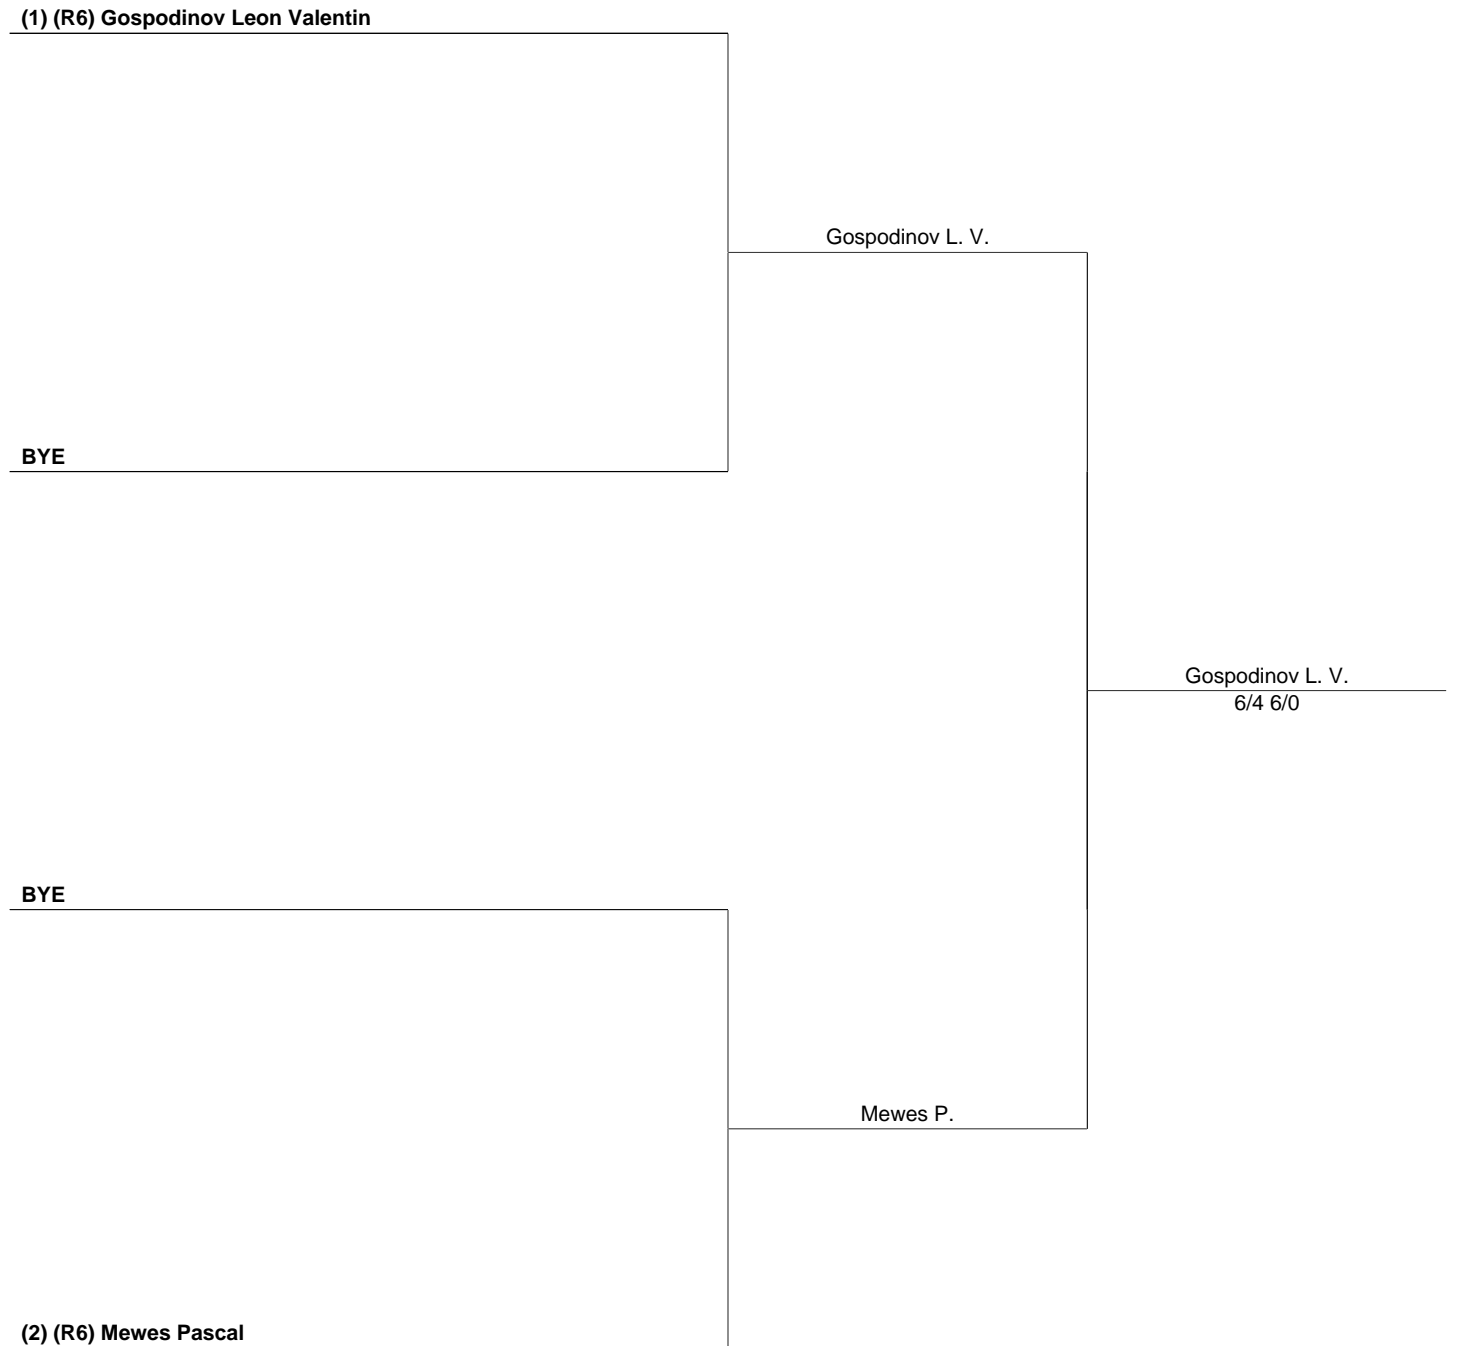 (1) (R6) Gospodinov Leon Valentin
Gospodinov L. V.
BYE
Gospodinov L. V.
6/4 6/0
BYE
Mewes P.
(2) (R6) Mewes Pascal